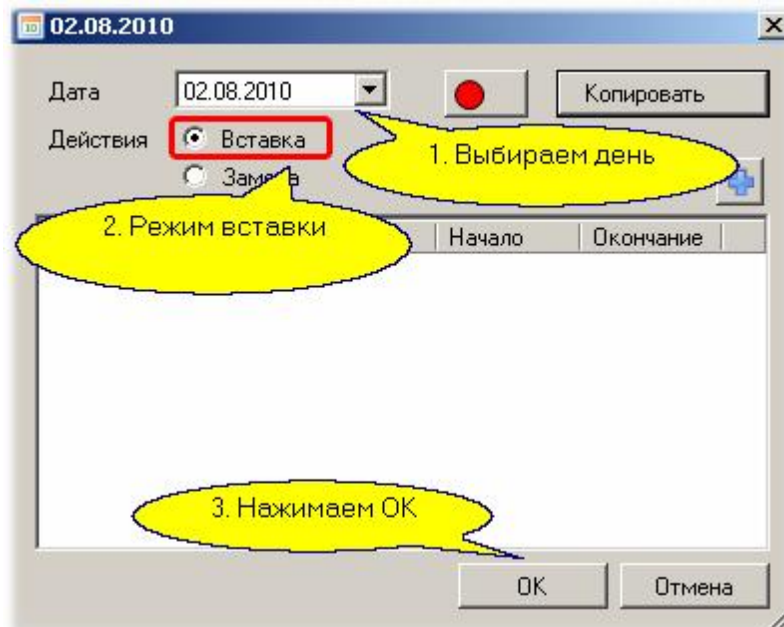 02.08.2010
Дата 02.08.2010 Копировать
Действия Вставка
1. Выбираем день
2. Режим вставки
Начало Окончание
3. Нажимаем ОК
OK Отмена